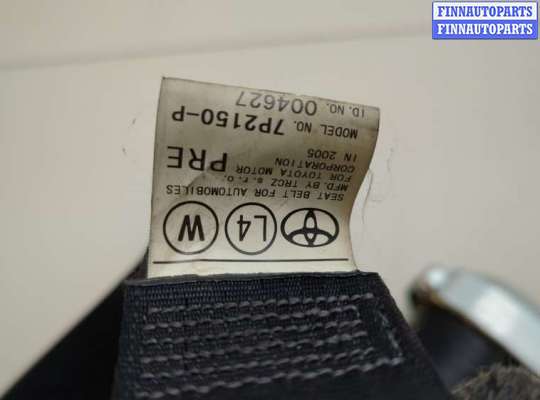 FINNAUTOPARTS
FINNAUTOPARTS
L4 W
SEAT BELT FOR AUTOMOBILES
MFD. BY TRCZ s.r.o.
FOR TOYOTA MOTOR
CORPORATION
PRE
IN 2005
MODEL NO. 7P2150-P
I.D. NO. 004627